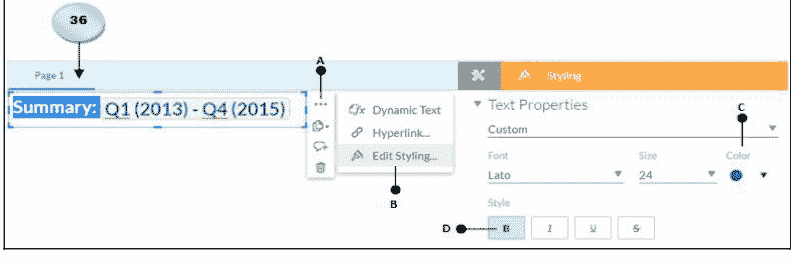 36
A
Page 1
Styling
Summary: Q1 (2013) - Q4 (2015)
fx Dynamic Text
Hyperlink...
Edit Styling...
B
Text Properties
Custom
C
Font Size Color
Lato 24
Style
D B I U S